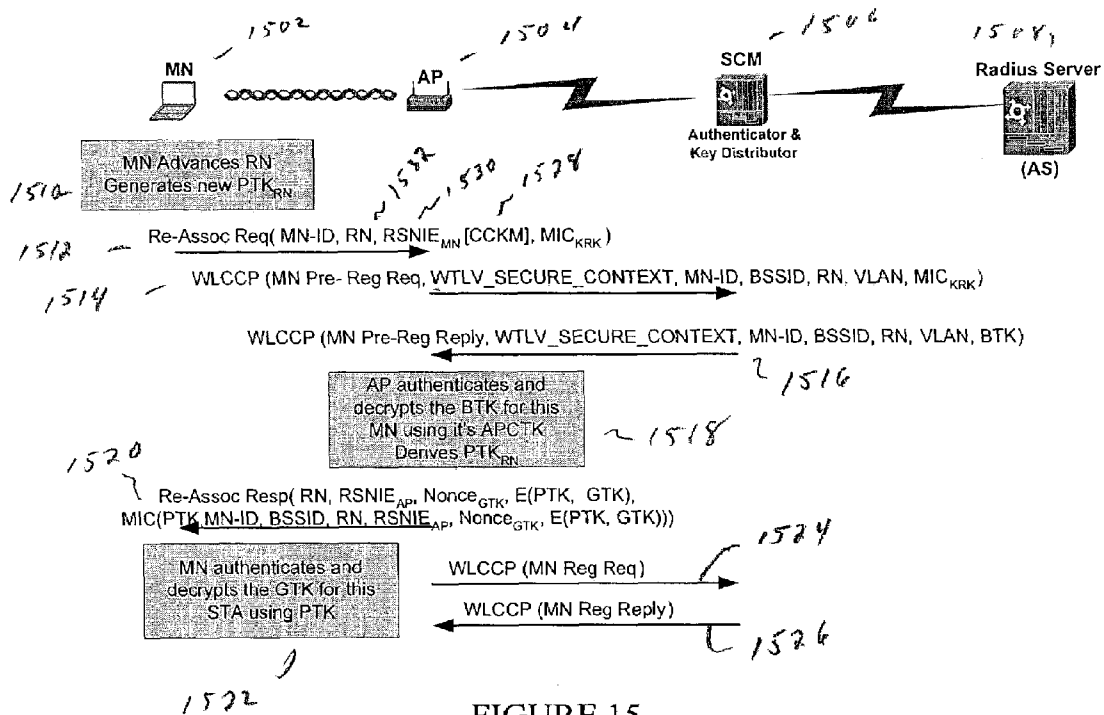 1502
1504
1506
1508
MN
AP
SCM
Radius Server
Authenticator &
Key Distributor
(AS)
1510
MN Advances RN
Generates new PTK_RN
1532
1530
1528
1512
Re-Assoc Req( MN-ID, RN, RSNIE_MN [CCKM], MIC_KRK )
1514
WLCCP (MN Pre- Reg Req, WTLV_SECURE_CONTEXT, MN-ID, BSSID, RN, VLAN, MIC_KRK)
WLCCP (MN Pre-Reg Reply, WTLV_SECURE_CONTEXT, MN-ID, BSSID, RN, VLAN, BTK)
1516
AP authenticates and
decrypts the BTK for this
MN using it's APCTK
Derives PTK_RN
1518
1520
Re-Assoc Resp( RN, RSNIE_AP, Nonce_GTK, E(PTK, GTK),
MIC(PTK MN-ID, BSSID, RN, RSNIE_AP, Nonce_GTK, E(PTK, GTK)))
MN authenticates and
decrypts the GTK for this
STA using PTK
1522
WLCCP (MN Reg Req)
1524
WLCCP (MN Reg Reply)
1526
FIGURE 15